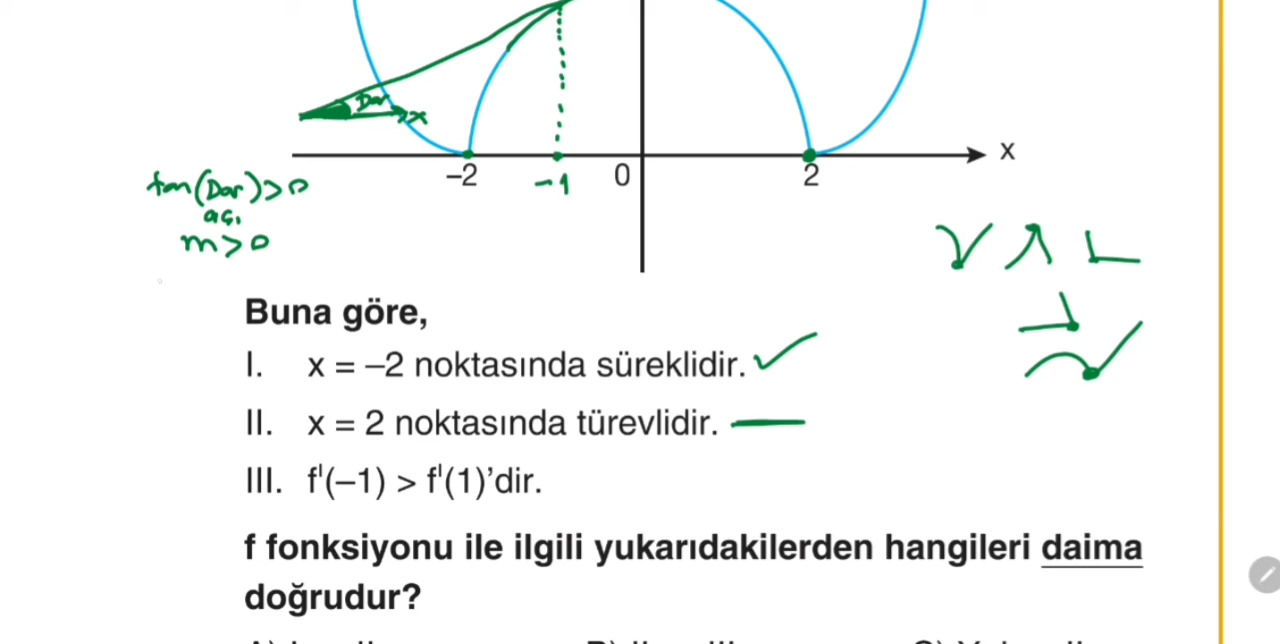 Dar
x
x
-2
-1
0
2
tan(Dar)>0
açı
m>0
Buna göre,
I. x = –2 noktasında süreklidir.
II. x = 2 noktasında türevlidir.
III. f'(–1) > f'(1)'dir.
f fonksiyonu ile ilgili yukarıdakilerden hangileri daima
doğrudur?